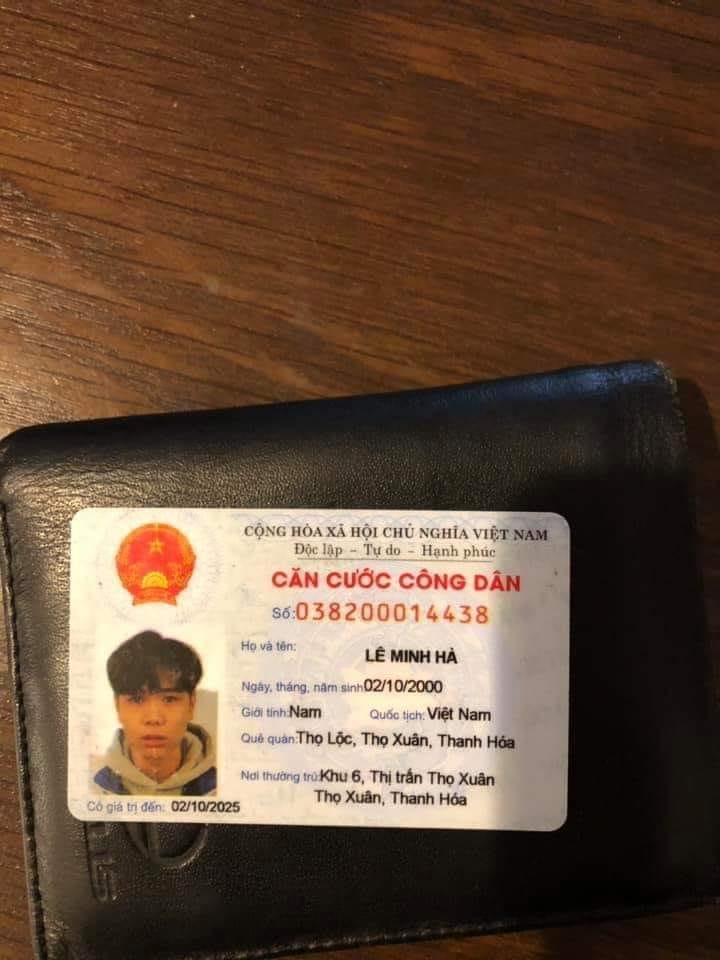 CỘNG HÒA XÃ HỘI CHỦ NGHĨA VIỆT NAM
Độc lập – Tự do – Hạnh phúc
CĂN CƯỚC CÔNG DÂN
Số: 038200014438
Họ và tên:
LÊ MINH HÀ
Ngày, tháng, năm sinh 02/10/2000
Giới tính: Nam Quốc tịch: Việt Nam
Quê quán: Thọ Lộc, Thọ Xuân, Thanh Hóa
Nơi thường trú: Khu 6, Thị trấn Thọ Xuân
Thọ Xuân, Thanh Hóa
Có giá trị đến: 02/10/2025